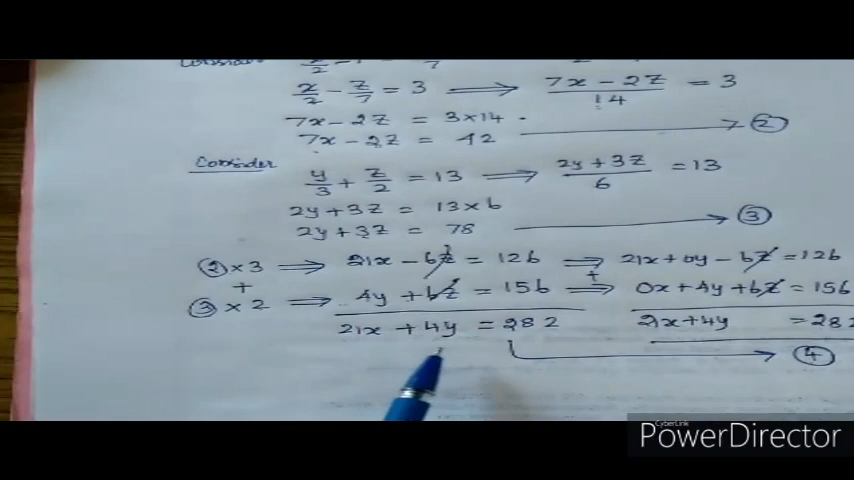 x/2 - z/7 = 3 ⟹ 7x - 2z / 14 = 3
7x - 2z = 3 x 14
7x - 2z = 42 → ②
Consider
y/3 + z/2 = 13 ⟹ 2y + 3z / 6 = 13
2y + 3z = 13 x 6
2y + 3z = 78 → ③
② x 3 ⟹ 21x - 6z = 126 ⟹ 21x + 0y - 6z = 126
+ +
③ x 2 ⟹ 4y + 6z = 156 ⟹ 0x + 4y + 6z = 156
21x + 4y = 282 21x + 4y = 282
→ ④
CyberLink
PowerDirector